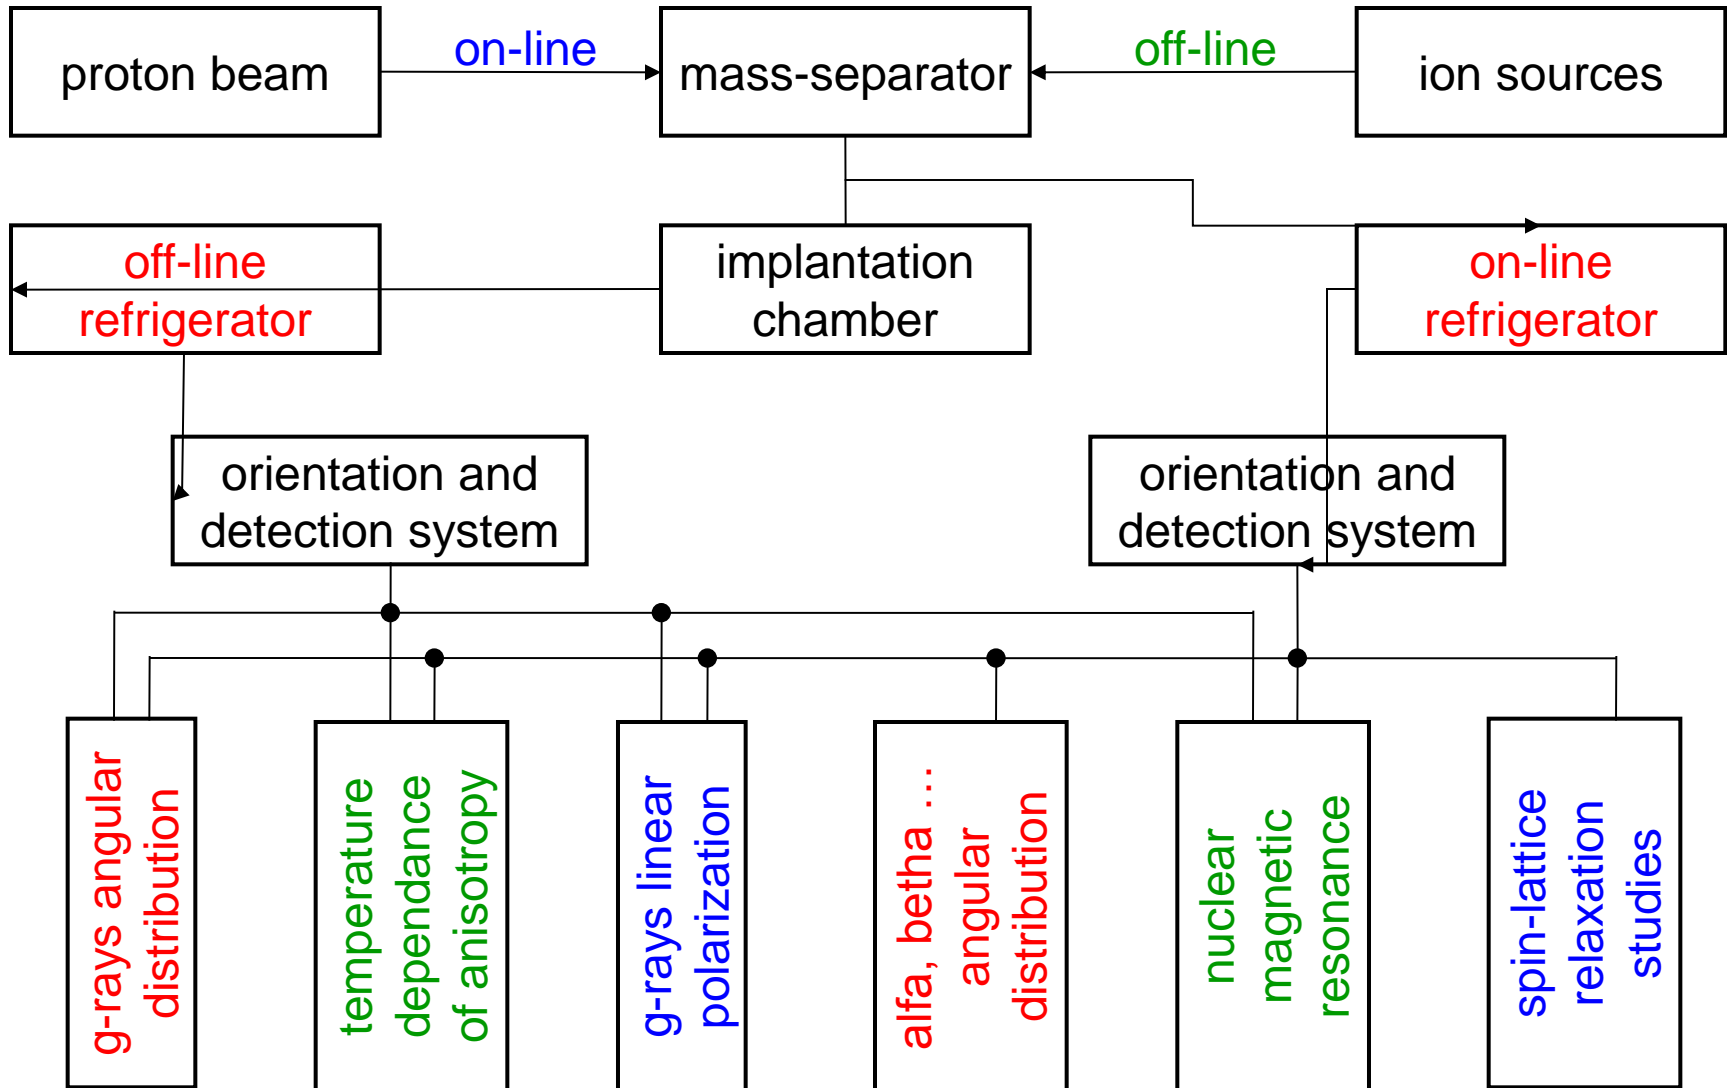 proton beam
on-line
mass-separator
off-line
ion sources
off-line
refrigerator
implantation
chamber
on-line
refrigerator
orientation and
detection system
orientation and
detection system
g-rays angular
distribution
temperature
dependance
of anisotropy
g-rays linear
polarization
alfa, betha ...
angular
distribution
nuclear
magnetic
resonance
spin-lattice
relaxation
studies